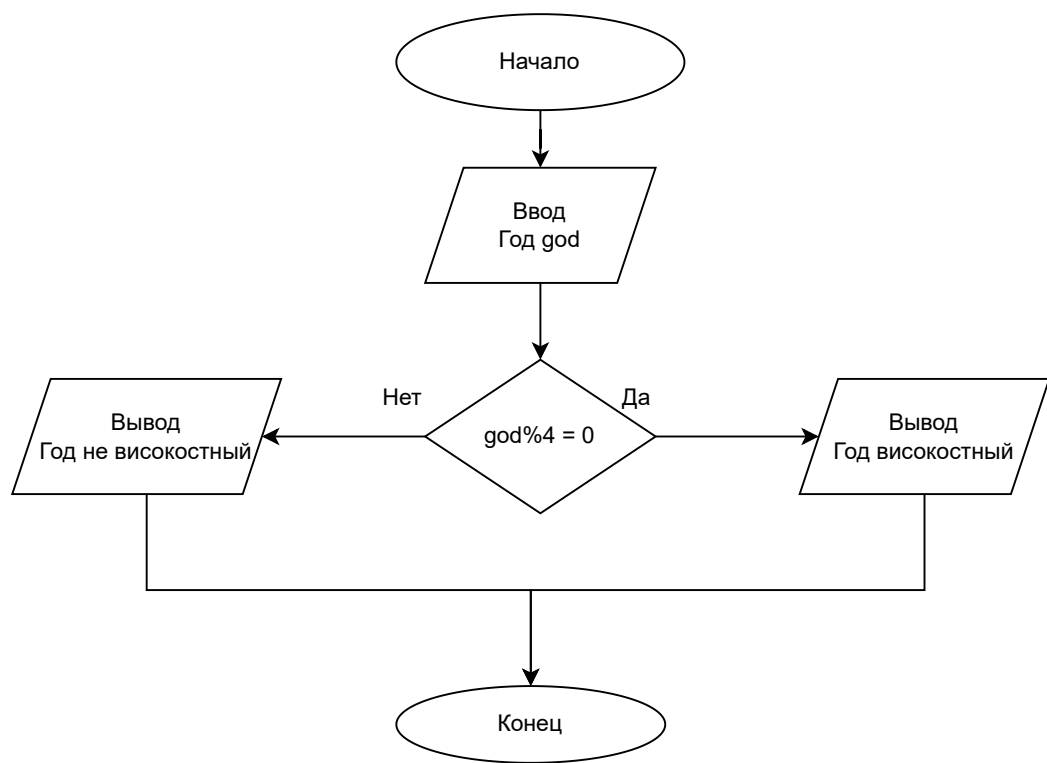 Начало
Ввод
Год god
Нет
Да
Вывод
Год не високостный
god%4 = 0
Вывод
Год високостный
Конец